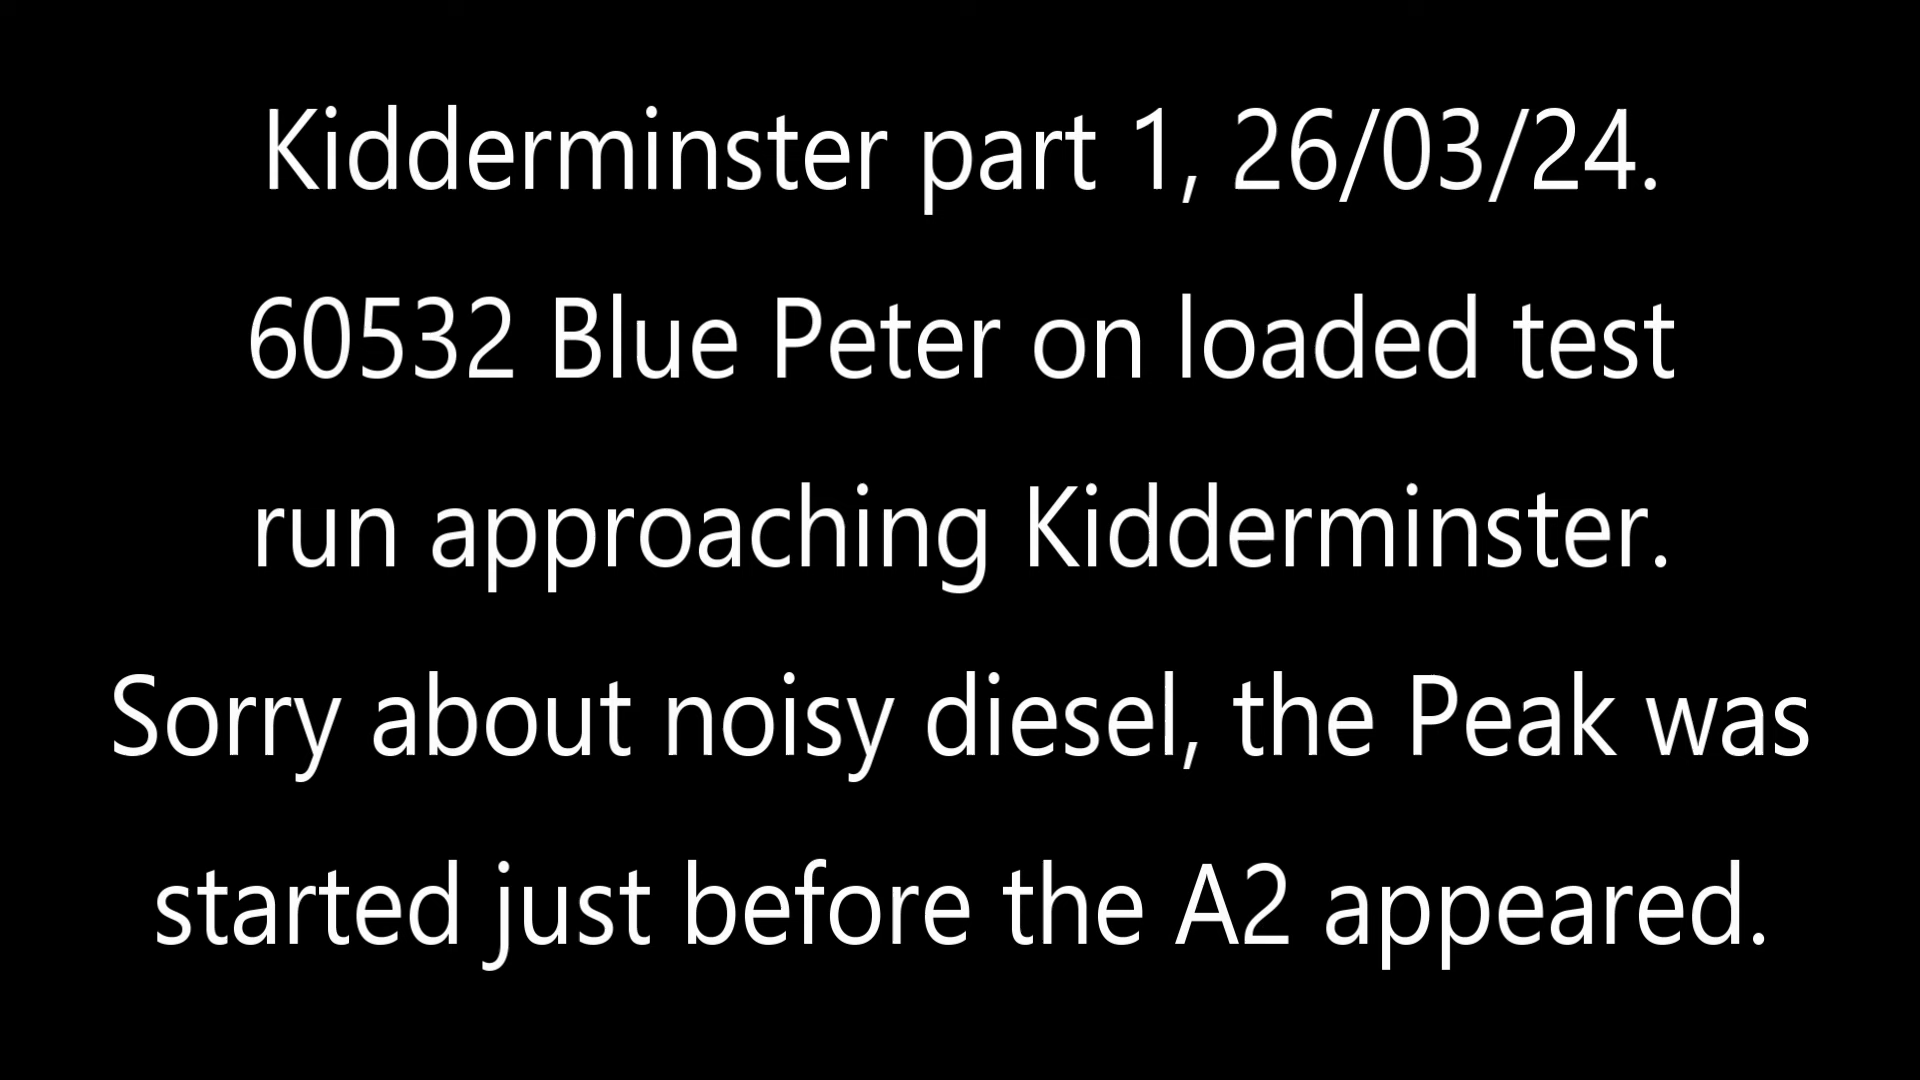 Kidderminster part 1, 26/03/24.
60532 Blue Peter on loaded test
run approaching Kidderminster.
Sorry about noisy diesel, the Peak was
started just before the A2 appeared.